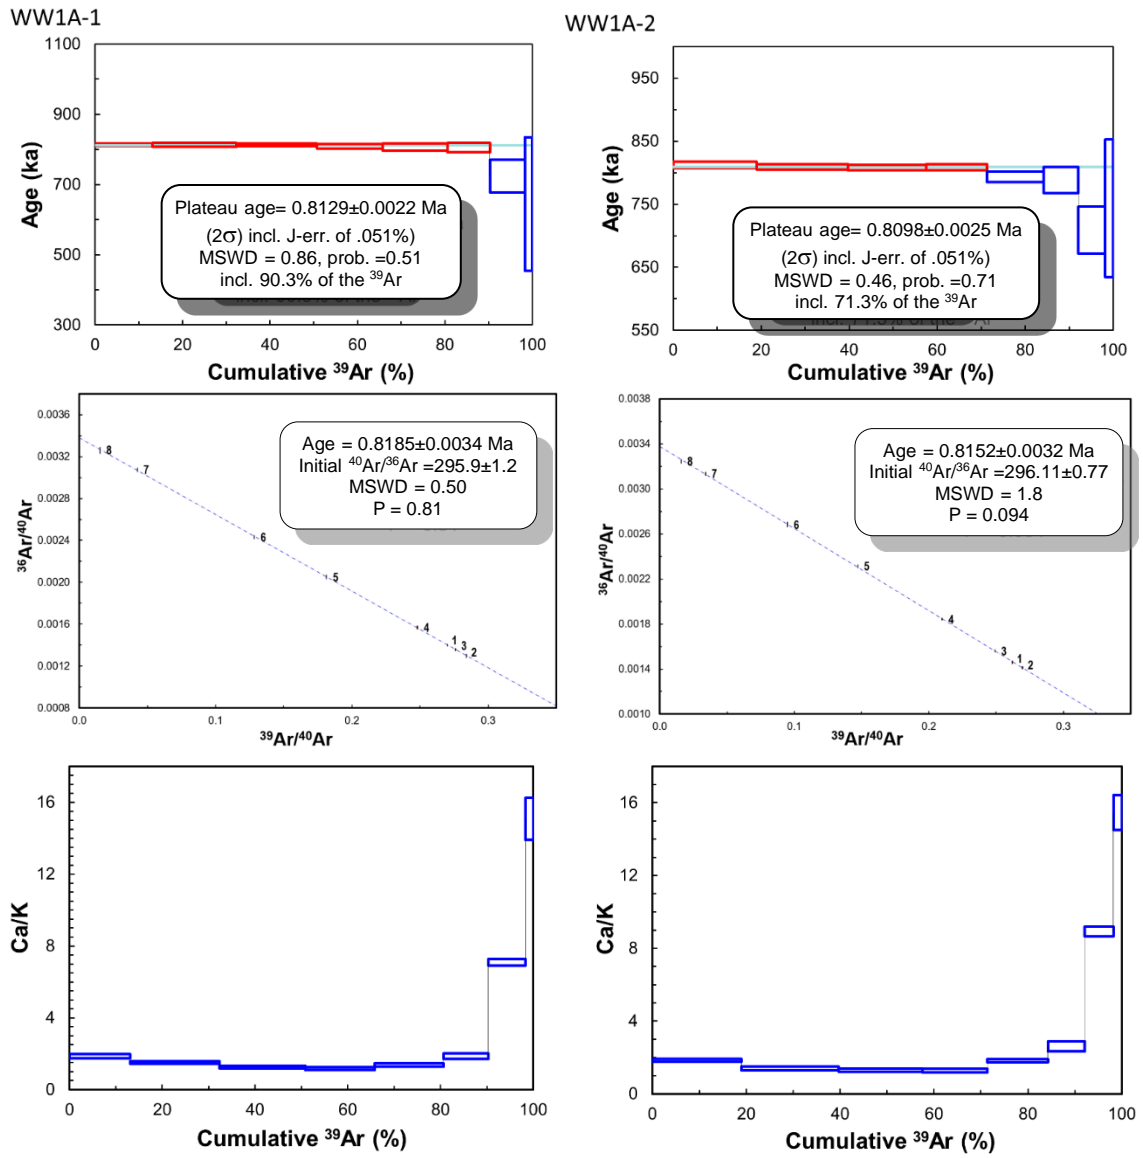 WW1A-1
1100
900
700
500
300
Age (ka)
Plateau age= 0.8129±0.0022 Ma
(2σ) incl. J-err. of .051%)
MSWD = 0.86, prob. =0.51
incl. 90.3% of the ³⁹Ar
0 20 40 60 80 100
Cumulative ³⁹Ar (%)
WW1A-2
950
850
750
650
550
Age (ka)
Plateau age= 0.8098±0.0025 Ma
(2σ) incl. J-err. of .051%)
MSWD = 0.46, prob. =0.71
incl. 71.3% of the ³⁹Ar
0 20 40 60 80 100
Cumulative ³⁹Ar (%)
0.0036
0.0032
0.0028
0.0024
0.0020
0.0016
0.0012
0.0008
³⁶Ar/⁴⁰Ar
Age = 0.8185±0.0034 Ma
Initial ⁴⁰Ar/³⁶Ar =295.9±1.2
MSWD = 0.50
P = 0.81
8
7
6
5
4
1
3
2
0.0 0.1 0.2 0.3
³⁹Ar/⁴⁰Ar
0.0038
0.0034
0.0030
0.0026
0.0022
0.0018
0.0014
0.0010
³⁶Ar/⁴⁰Ar
Age = 0.8152±0.0032 Ma
Initial ⁴⁰Ar/³⁶Ar =296.11±0.77
MSWD = 1.8
P = 0.094
8
7
6
5
4
3
1
2
0.0 0.1 0.2 0.3
³⁹Ar/⁴⁰Ar
16
12
8
4
0
Ca/K
0 20 40 60 80 100
Cumulative ³⁹Ar (%)
16
12
8
4
0
Ca/K
0 20 40 60 80 100
Cumulative ³⁹Ar (%)